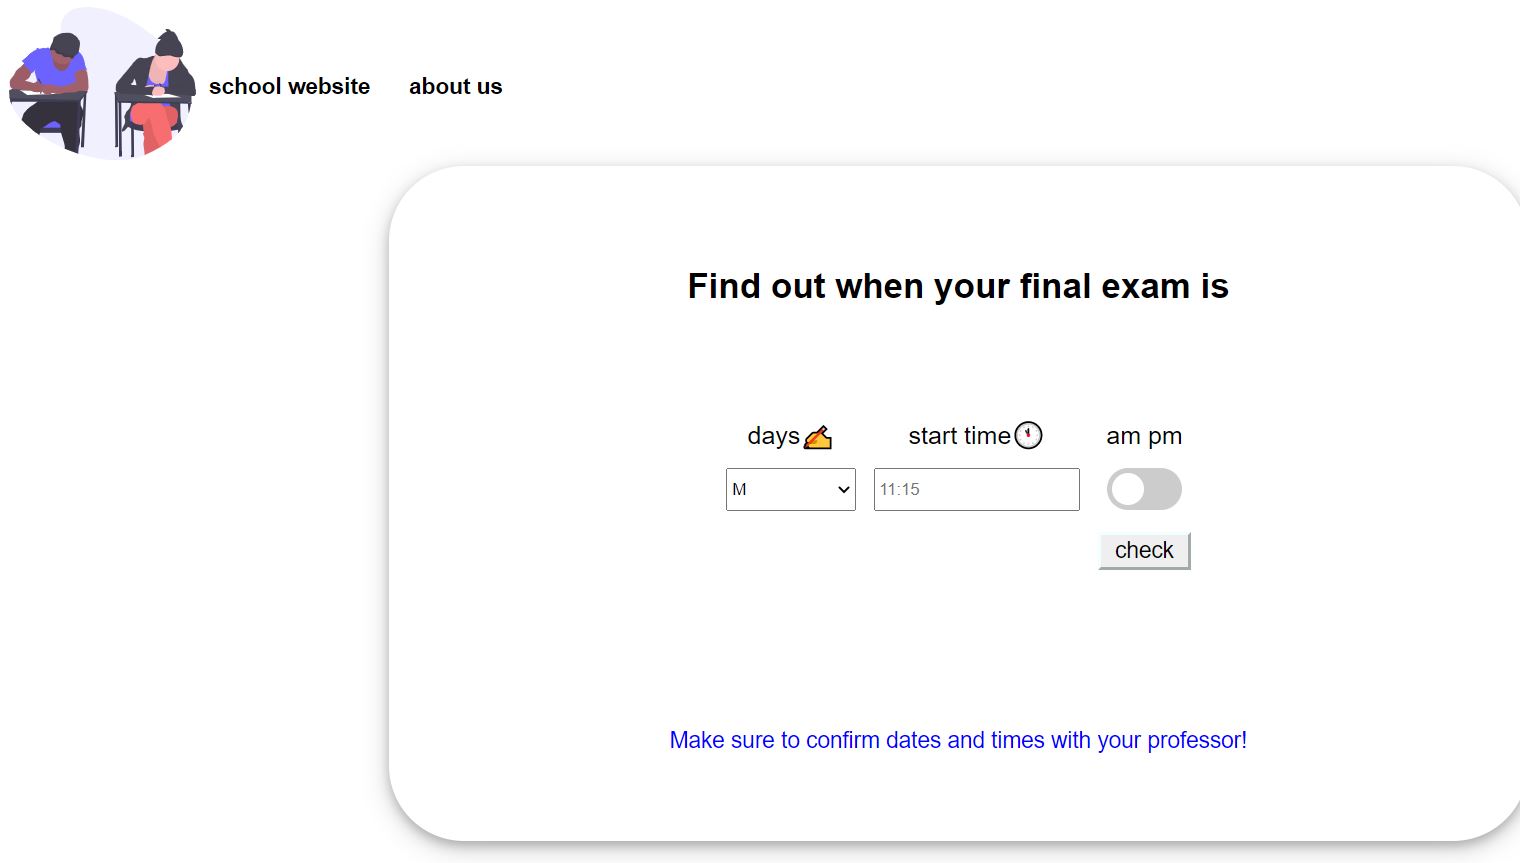 school website about us
Find out when your final exam is
days✍ start time🕚 am pm
M 11:15
check
Make sure to confirm dates and times with your professor!